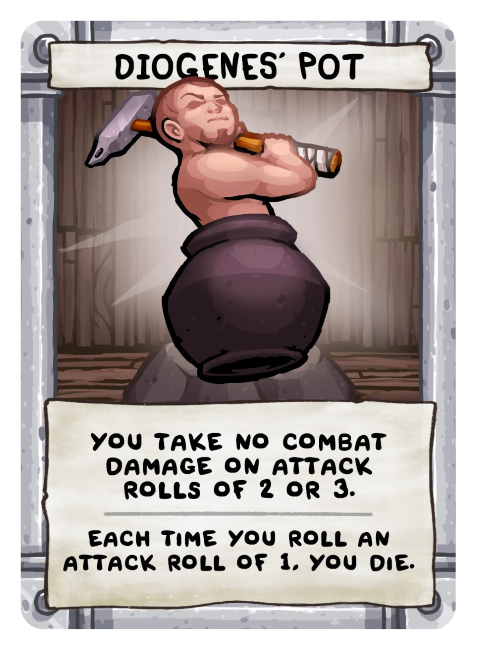 DIOGENES' POT
YOU TAKE NO COMBAT
DAMAGE ON ATTACK
ROLLS OF 2 OR 3.
EACH TIME YOU ROLL AN
ATTACK ROLL OF 1, YOU DIE.